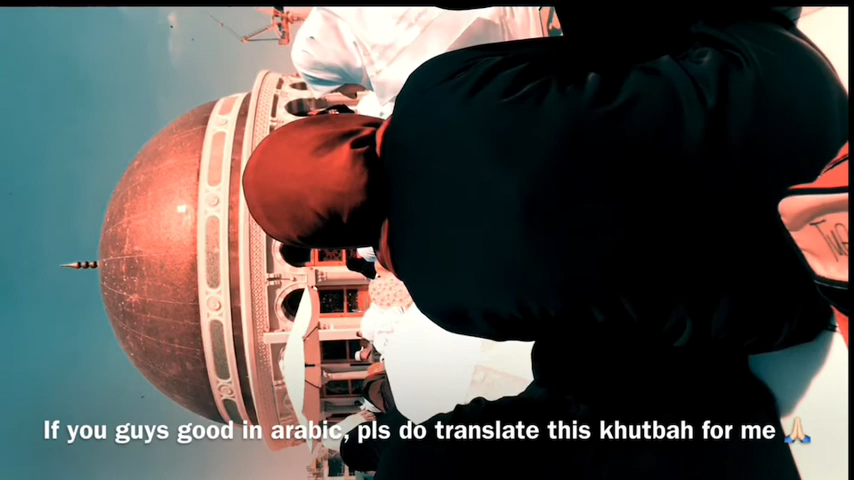 If you guys good in arabic, pls do translate this khutbah for me 🙏🏻